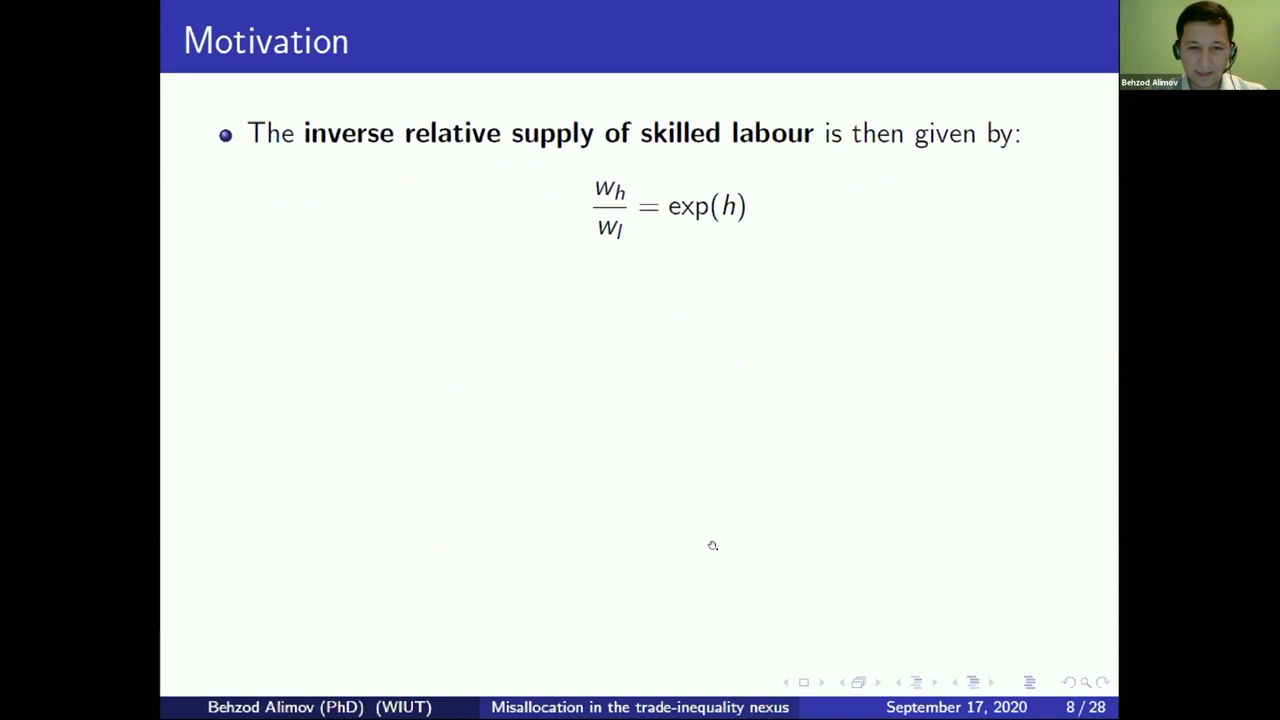 Motivation
The inverse relative supply of skilled labour is then given by:
w_h / w_l = exp(h)
Behzod Alimov
Behzod Alimov (PhD) (WIUT) Misallocation in the trade-inequality nexus September 17, 2020 8 / 28